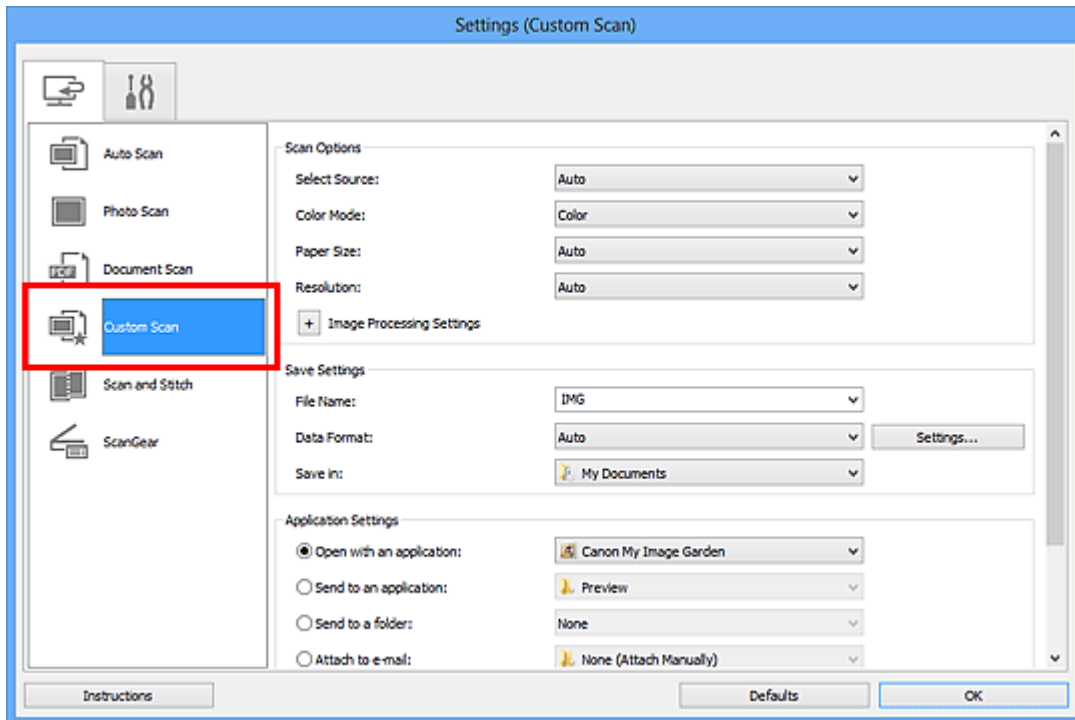 Settings (Custom Scan)
Auto Scan
Photo Scan
Document Scan
Custom Scan
Scan and Stitch
ScanGear
Scan Options
Select Source: Auto
Color Mode: Color
Paper Size: Auto
Resolution: Auto
+ Image Processing Settings
Save Settings
File Name: IMG
Data Format: Auto Settings...
Save in: My Documents
Application Settings
Open with an application: Canon My Image Garden
Send to an application: Preview
Send to a folder: None
Attach to e-mail: None (Attach Manually)
Instructions Defaults OK